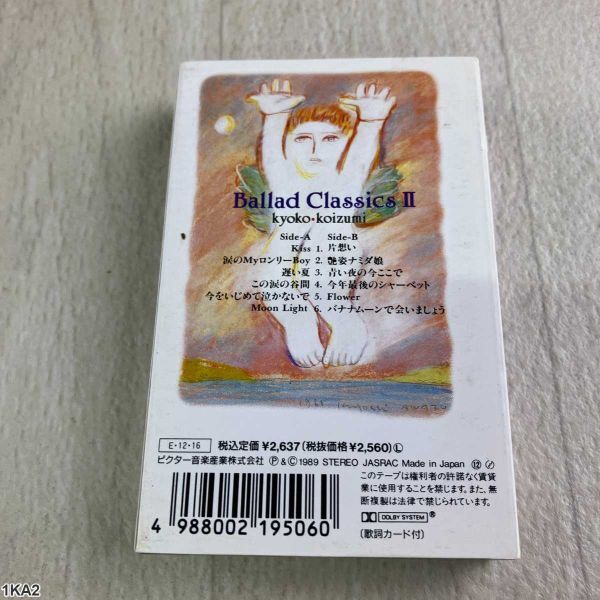 Ballad Classics II
kyoko・koizumi
Side-A Side-B
Kiss 1. 片想い
涙のMyロンリーBoy 2. 艶姿ナミダ娘
遅い夏 3. 青い夜の今ここで
この涙の谷間 4. 今年最後のシャーベット
今をいじめて泣かないで 5. Flower
Moon Light 6. バナナムーンで会いましょう
E・12・16 税込定価¥2,637(税抜価格¥2,560)Ⓛ
ビクター音楽産業株式会社 Ⓟ&©1989 STEREO JASRAC Made in Japan ⑫
このテープは権利者の許諾なく賃貸
業に使用することを禁じます。また、無
断複製は法律で禁じられています。
DOLBY SYSTEM®
(歌詞カード付)
4 988002 195060
1KA2